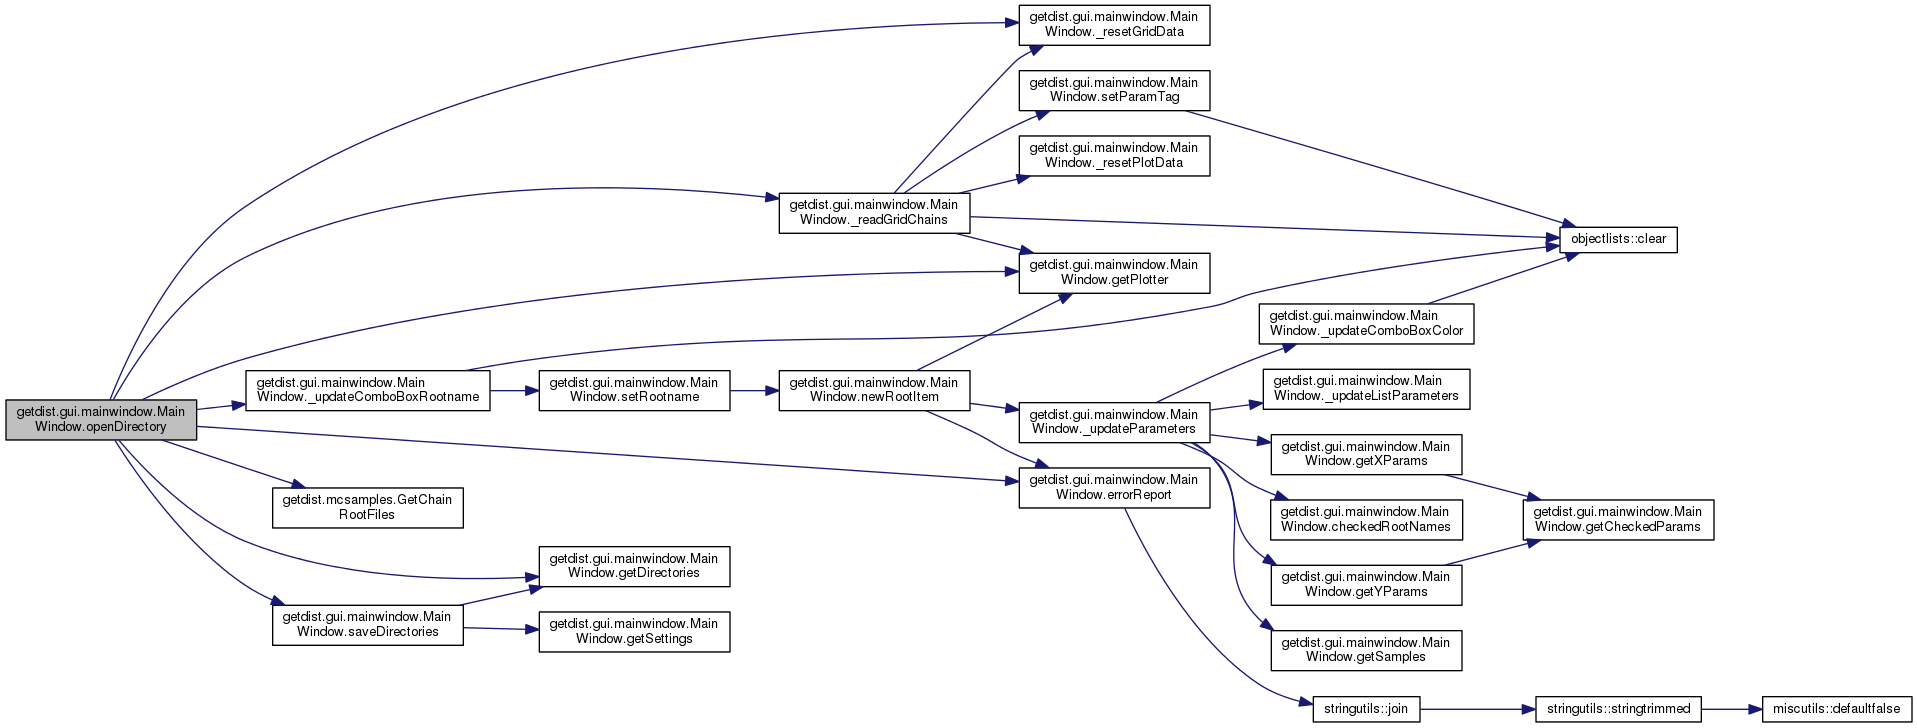 getdist.gui.mainwindow.Main
Window._resetGridData
getdist.gui.mainwindow.Main
Window.setParamTag
getdist.gui.mainwindow.Main
Window._resetPlotData
getdist.gui.mainwindow.Main
Window._readGridChains
objectlists::clear
getdist.gui.mainwindow.Main
Window.getPlotter
getdist.gui.mainwindow.Main
Window._updateComboBoxColor
getdist.gui.mainwindow.Main
Window._updateComboBoxRootname
getdist.gui.mainwindow.Main
Window.setRootname
getdist.gui.mainwindow.Main
Window.newRootItem
getdist.gui.mainwindow.Main
Window._updateListParameters
getdist.gui.mainwindow.Main
Window.openDirectory
getdist.gui.mainwindow.Main
Window._updateParameters
getdist.gui.mainwindow.Main
Window.getXParams
getdist.gui.mainwindow.Main
Window.errorReport
getdist.mcsamples.GetChain
RootFiles
getdist.gui.mainwindow.Main
Window.checkedRootNames
getdist.gui.mainwindow.Main
Window.getCheckedParams
getdist.gui.mainwindow.Main
Window.getDirectories
getdist.gui.mainwindow.Main
Window.getYParams
getdist.gui.mainwindow.Main
Window.saveDirectories
getdist.gui.mainwindow.Main
Window.getSettings
getdist.gui.mainwindow.Main
Window.getSamples
stringutils::join
stringutils::stringtrimmed
miscutils::defaultfalse